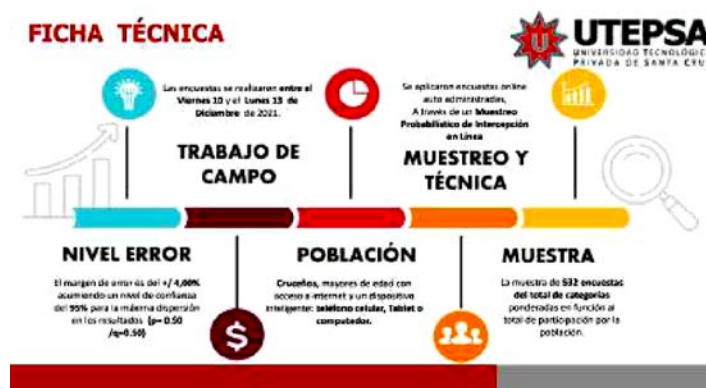 FICHA TÉCNICA
UTEPSA
UNIVERSIDAD TECNOLÓGIC
PRIVADA DE SANTA CRU
Las encuestas se realizaron entre el
Viernes 10 y el Lunes 13 de
Diciembre de 2021.
TRABAJO DE
CAMPO
Se aplicaron encuestas online
auto administradas,
A través de un Muestreo
Probabilístico de Intercepción
en Línea
MUESTREO Y
TÉCNICA
NIVEL ERROR
El margen de error es del +/ 4,00%
asumiendo un nivel de confianza
del 95% para la máxima dispersión
en los resultados (p= 0.50
/q=0.50)
$
POBLACIÓN
Cruceños, mayores de edad con
acceso a internet y un dispositivo
inteligente: teléfono celular, Tablet o
computador.
MUESTRA
La muestra de 532 encuestas
del total de categorías
ponderadas en función al
total de participación por la
población.